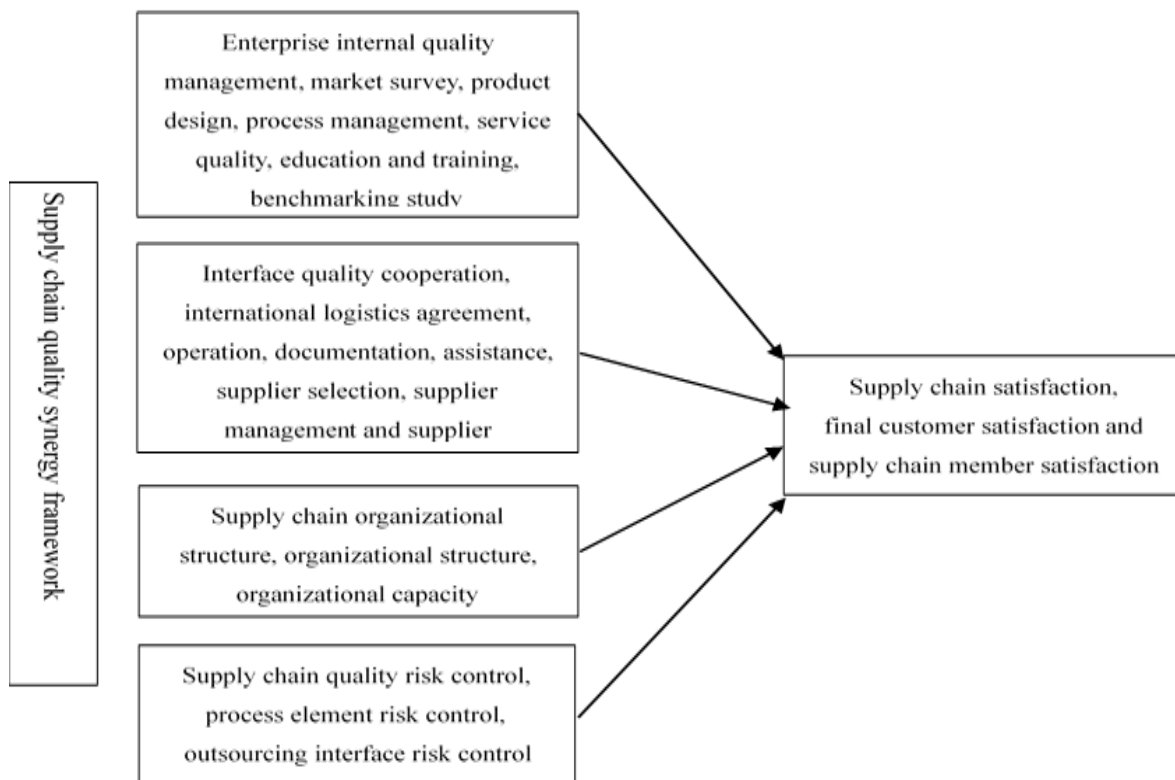 Supply chain quality synergy framework
Enterprise internal quality
management, market survey, product
design, process management, service
quality, education and training,
benchmarking study
Interface quality cooperation,
international logistics agreement,
operation, documentation, assistance,
supplier selection, supplier
management and supplier
Supply chain organizational
structure, organizational structure,
organizational capacity
Supply chain quality risk control,
process element risk control,
outsourcing interface risk control
Supply chain satisfaction,
final customer satisfaction and
supply chain member satisfaction